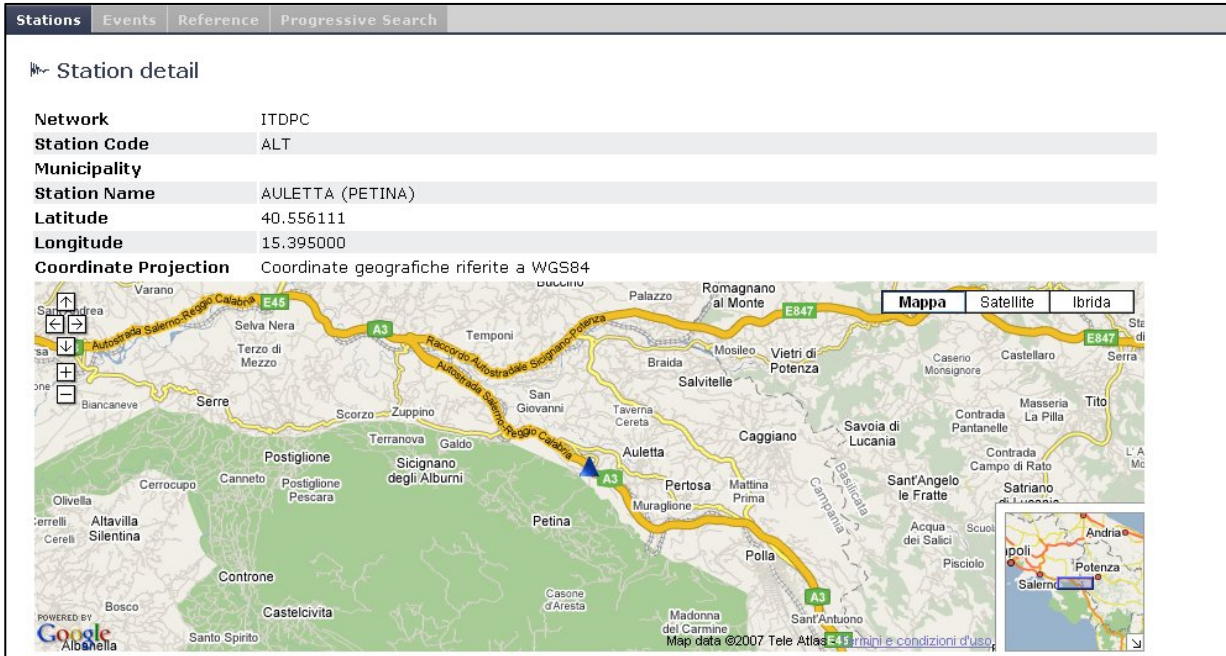 Stations Events Reference Progressive Search
Station detail
Network ITDPC
Station Code ALT
Municipality
Station Name AULETTA (PETINA)
Latitude 40.556111
Longitude 15.395000
Coordinate Projection Coordinate geografiche riferite a WGS84
Mappa Satellite Ibrida
Varano
E45
Palazzo
Romagnano
al Monte
E847
Autostrada Salerno-Reggio Calabria
Selva Nera
A3
Temponi
Raccordo Autostradale Sicignano-Potenza
E847
Terzo di
Mezzo
Braida
Mosileo
Vietri di
Potenza
Caserio
Monsignore
Castellaro
Serra
Salvitelle
Autostrada Salerno-Reggio Calabria
Biancaneve
Serre
San
Giovanni
Scorzo
Zuppino
Taverna
Cereta
Masseria
La Pilla
Tito
Contrada
Pantanelle
Savoia di
Lucania
Terranova
Galdo
Caggiano
Auletta
Postiglione
Sicignano
degli Alburni
Contrada
Campo di Rato
Basilicata
Campania
Cerrocupo
Canneto
Postiglione
Pescara
A3
Pertosa
Mattina
Prima
Sant'Angelo
le Fratte
Satriano
Olivella
Muraglione
Altavilla
Silentina
Cerelli
Petina
Acqua
dei Salici
Andria
Polla
Pisciolo
Potenza
Controne
Casone
d'Aresta
A3
Bosco
Castelcivita
Madonna
del Carmine
Sant'Antuono
POWERED BY
Google
Albanella
Santo Spirito
Map data ©2007 Tele Atlas
E45